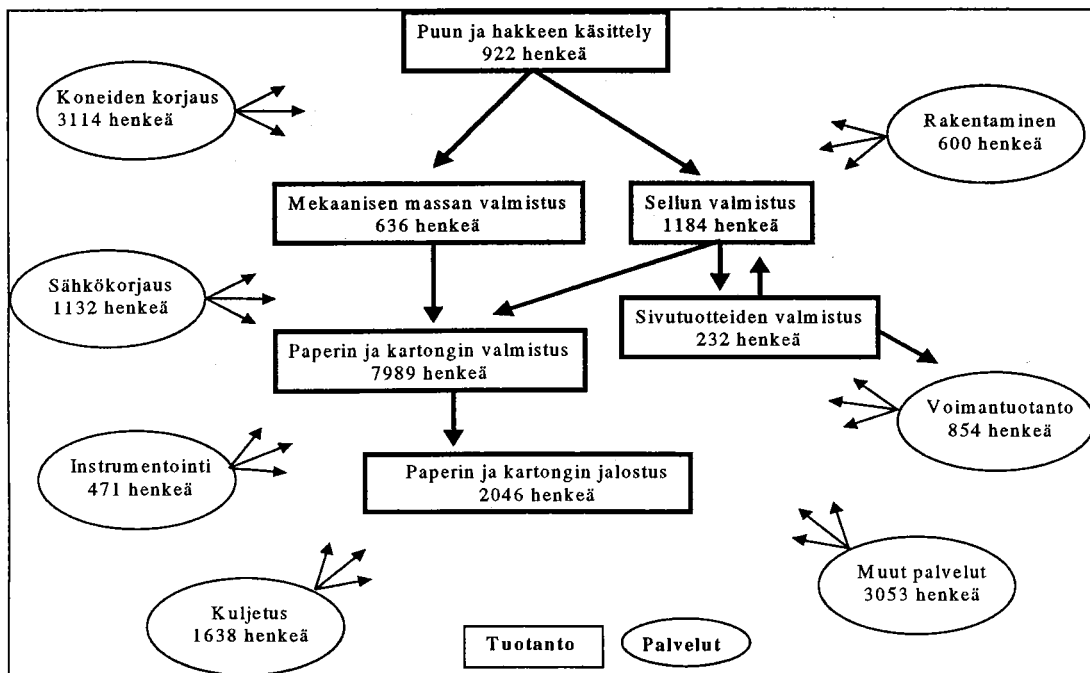 Puun ja hakkeen käsittely
922 henkeä
Koneiden korjaus
3114 henkeä
Rakentaminen
600 henkeä
Mekaanisen massan valmistus
636 henkeä
Sellun valmistus
1184 henkeä
Sähkökorjaus
1132 henkeä
Sivutuotteiden valmistus
232 henkeä
Paperin ja kartongin valmistus
7989 henkeä
Voimantuotanto
854 henkeä
Instrumentointi
471 henkeä
Paperin ja kartongin jalostus
2046 henkeä
Muut palvelut
3053 henkeä
Kuljetus
1638 henkeä
Tuotanto
Palvelut